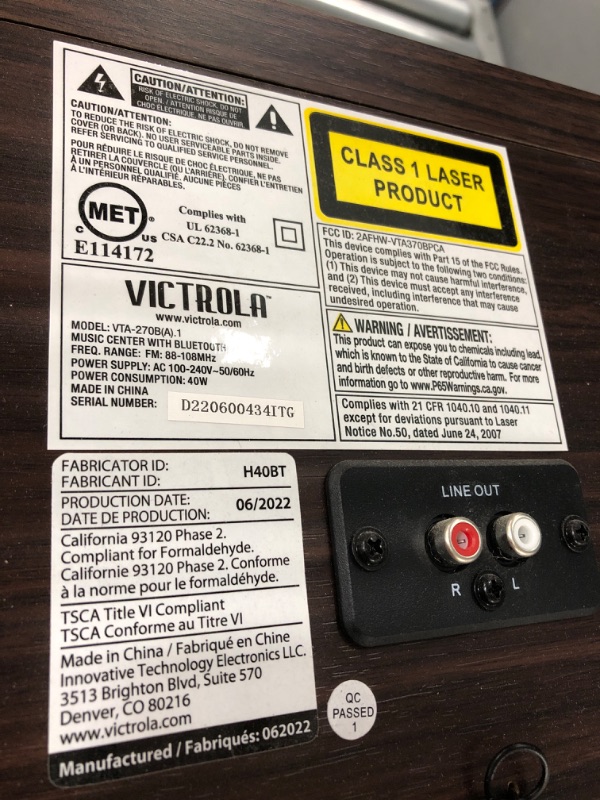 CAUTION/ATTENTION:
RISK OF ELECTRIC SHOCK, DO NOT
OPEN. / ATTENTION RISQUE DE
CHOC ÉLECTRIQUE, NE PAS OUVRIR
CAUTION/ATTENTION:
TO REDUCE THE RISK OF ELECTRIC SHOCK, DO NOT REMOVE
COVER (OR BACK). NO USER SERVICEABLE PARTS INSIDE.
REFER SERVICING TO QUALIFIED SERVICE PERSONNEL.
POUR RÉDUIRE LE RISQUE DE CHOC ÉLECTRIQUE, NE PAS
RETIRER LA COUVERCLE (OU L'ARRIÈRE). CONFIER L'ENTRETIEN
À UN PERSONNEL QUALIFIÉ. AUCUNE PIÈCES
À L'INTÉRIEUR RÉPARABLES.
MET
C US
E114172
Complies with
UL 62368-1
CSA C22.2 No. 62368-1
CLASS 1 LASER
PRODUCT
FCC ID: 2AFHW-VTA370BPCA
This device complies with Part 15 of the FCC Rules.
Operation is subject to the following two conditions:
(1) This device may not cause harmful interference,
and (2) This device must accept any interference
received, including interference that may cause
undesired operation.
VICTROLA
www.victrola.com
MODEL: VTA-270B(A).1
MUSIC CENTER WITH BLUETOOTH
FREQ. RANGE: FM: 88-108MHz
POWER SUPPLY: AC 100-240V~50/60Hz
POWER CONSUMPTION: 40W
MADE IN CHINA
SERIAL NUMBER: D220600434ITG
WARNING / AVERTISSEMENT:
This product can expose you to chemicals including lead,
which is known to the State of California to cause cancer
and birth defects or other reproductive harm. For more
information go to www.P65Warnings.ca.gov.
Complies with 21 CFR 1040.10 and 1040.11
except for deviations pursuant to Laser
Notice No.50, dated June 24, 2007
FABRICATOR ID:
FABRICANT ID: H40BT
PRODUCTION DATE:
DATE DE PRODUCTION: 06/2022
California 93120 Phase 2.
Compliant for Formaldehyde.
Californie 93120 Phase 2. Conforme
à la norme pour le formaldéhyde.
TSCA Title VI Compliant
TSCA Conforme au Titre VI
Made in China / Fabriqué en Chine
Innovative Technology Electronics LLC.
3513 Brighton Blvd, Suite 570
Denver, CO 80216
www.victrola.com
Manufactured / Fabriqués: 062022
LINE OUT
R L
QC
PASSED
1